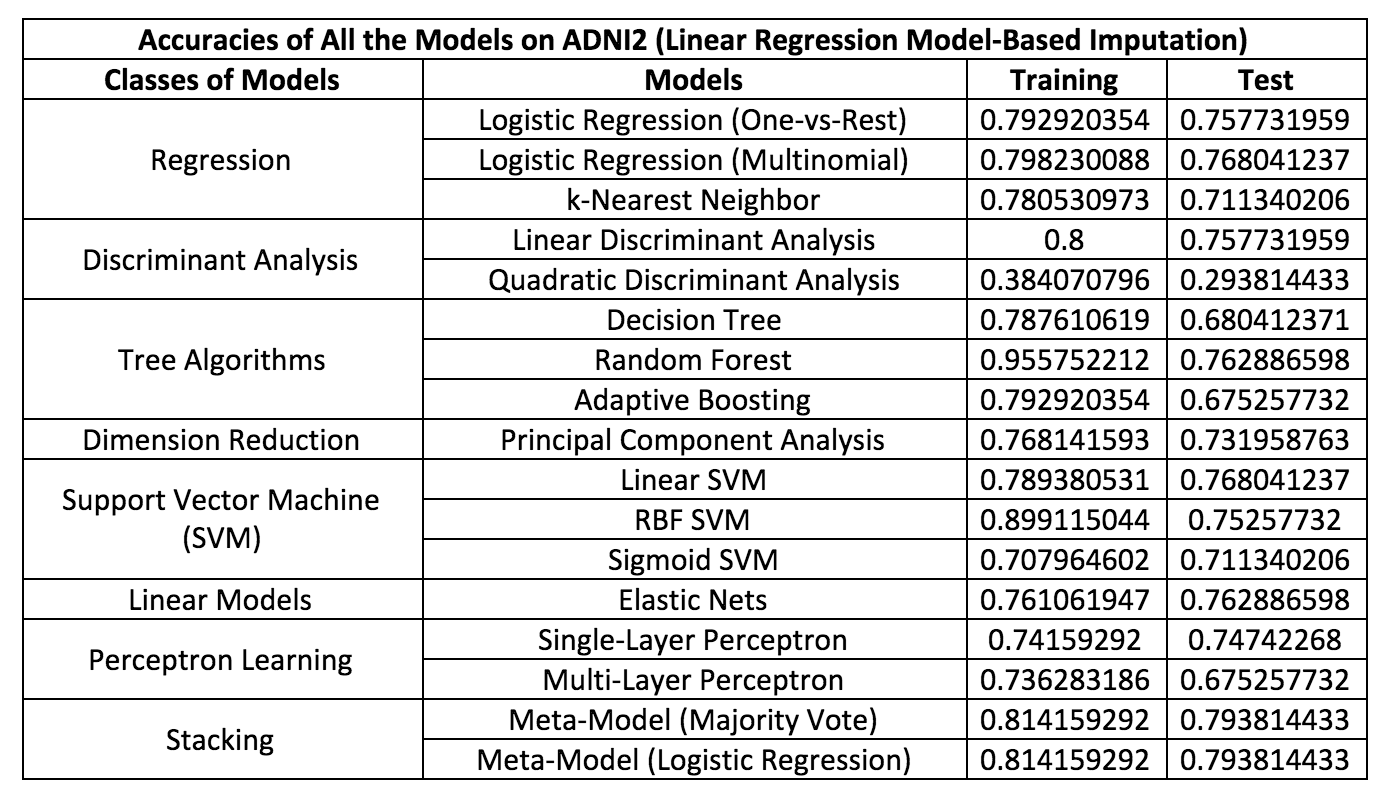 Accuracies of All the Models on ADNI2 (Linear Regression Model-Based Imputation)
Classes of Models Models Training Test
Regression
Logistic Regression (One-vs-Rest) 0.792920354 0.757731959
Logistic Regression (Multinomial) 0.798230088 0.768041237
k-Nearest Neighbor 0.780530973 0.711340206
Discriminant Analysis
Linear Discriminant Analysis 0.8 0.757731959
Quadratic Discriminant Analysis 0.384070796 0.293814433
Tree Algorithms
Decision Tree 0.787610619 0.680412371
Random Forest 0.955752212 0.762886598
Adaptive Boosting 0.792920354 0.675257732
Dimension Reduction Principal Component Analysis 0.768141593 0.731958763
Support Vector Machine
(SVM)
Linear SVM 0.789380531 0.768041237
RBF SVM 0.899115044 0.75257732
Sigmoid SVM 0.707964602 0.711340206
Linear Models Elastic Nets 0.761061947 0.762886598
Perceptron Learning
Single-Layer Perceptron 0.74159292 0.74742268
Multi-Layer Perceptron 0.736283186 0.675257732
Stacking
Meta-Model (Majority Vote) 0.814159292 0.793814433
Meta-Model (Logistic Regression) 0.814159292 0.793814433